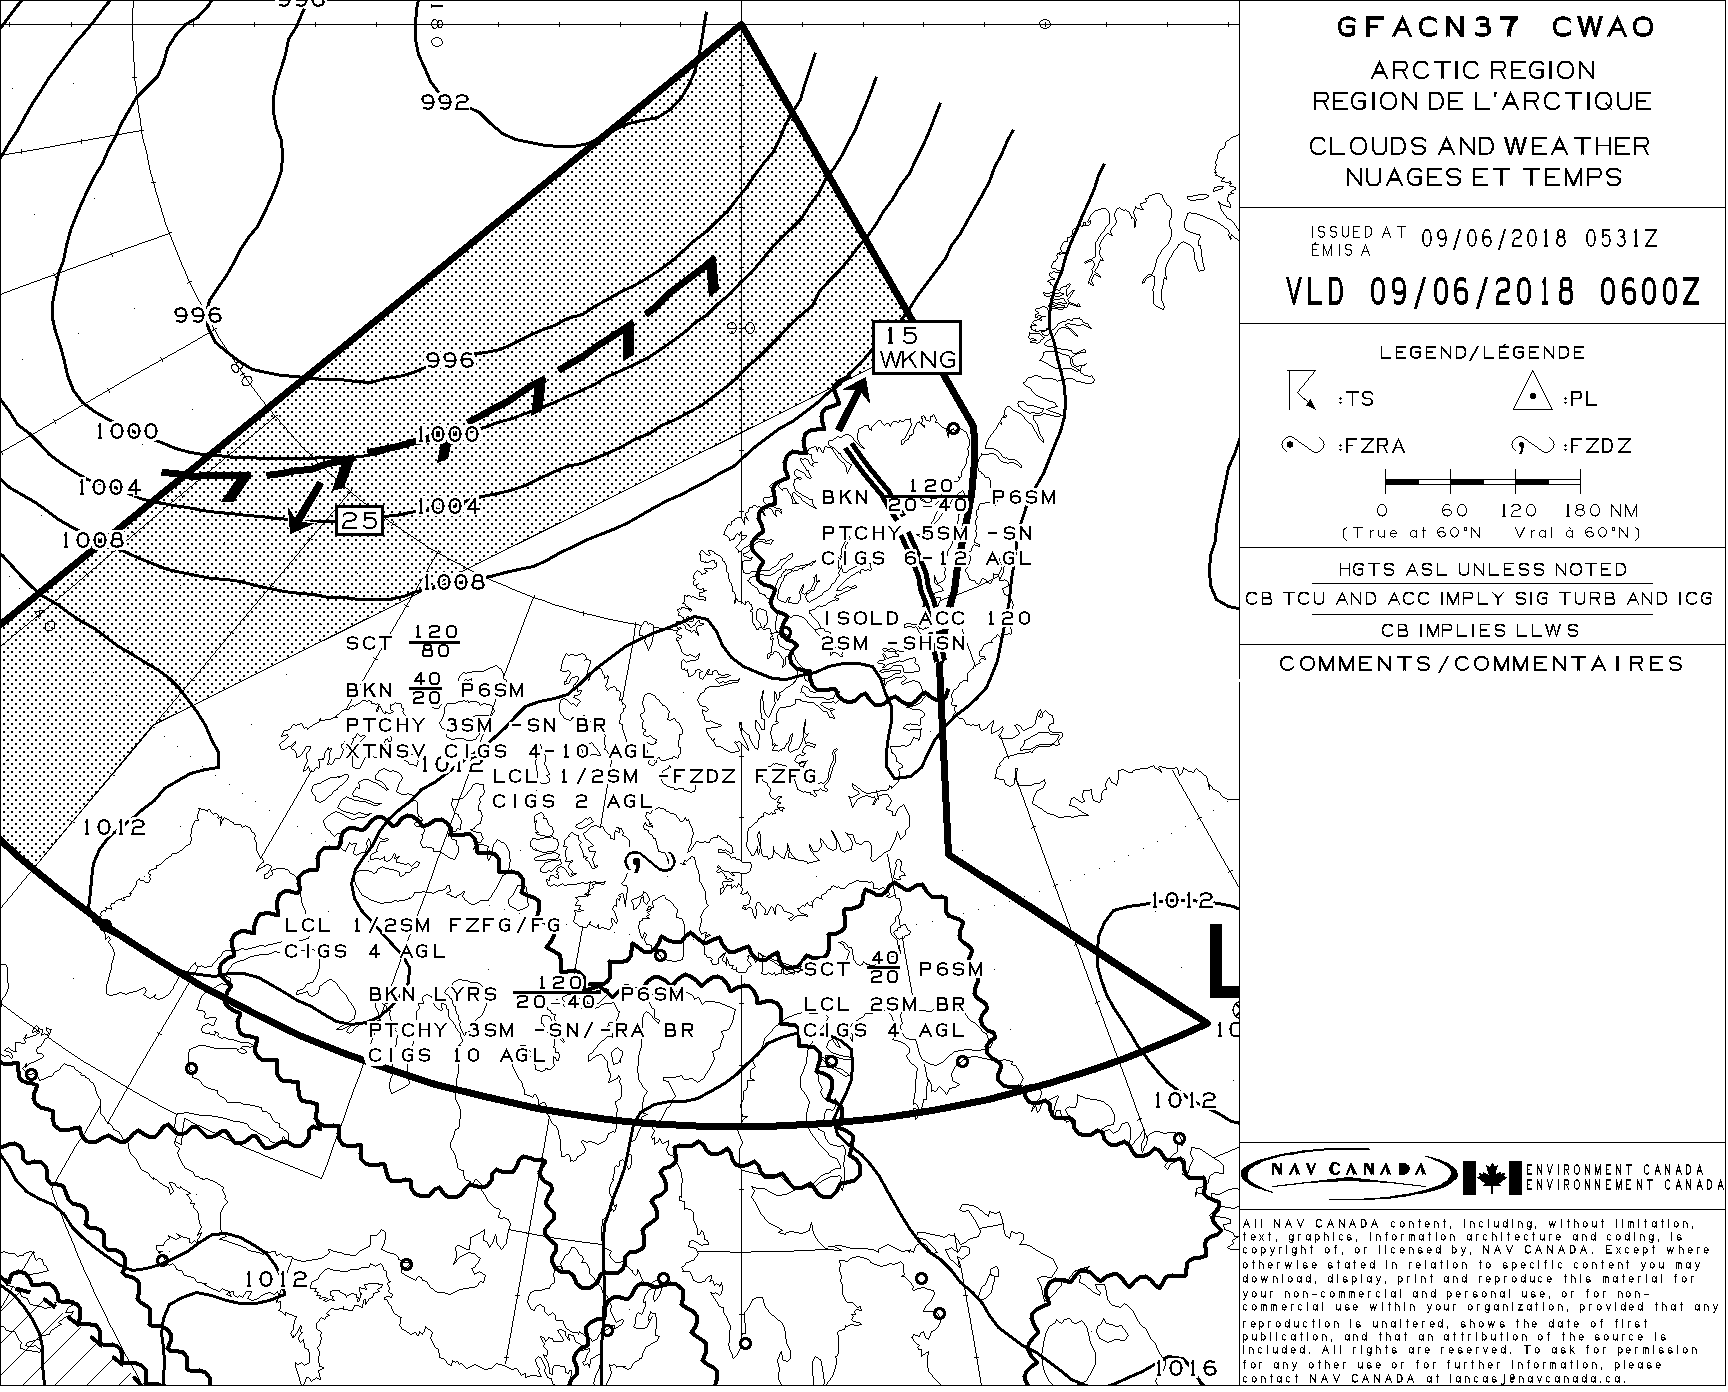 996
180
992
996
996
90
1000
1000
1004
1004
1008
1008
15
WKNG
25
BKN 120 P6SM
20-40
PTCHY 5SM -SN
CIGS 6-12 AGL
ISOLD ACC 120
2SM -SHSN
SCT 120
80
BKN 40 P6SM
20
PTCHY 3SM -SN BR
XTNSV CIGS 4-10 AGL
1012
LCL 1/2SM -FZDZ FZFG
CIGS 2 AGL
1012
LCL 1/2SM FZFG/FG
CIGS 4 AGL
BKN LYRS 120 P6SM
20-40
PTCHY 3SM -SN/-RA BR
CIGS 10 AGL
SCT 40 P6SM
20
LCL 2SM BR
CIGS 4 AGL
1012
L
10
1012
1012
1016
GFACN37 CWAO
ARCTIC REGION
REGION DE L'ARCTIQUE
CLOUDS AND WEATHER
NUAGES ET TEMPS
ISSUED AT 09/06/2018 0531Z
ÉMIS A
VLD 09/06/2018 0600Z
LEGEND/LÉGENDE
:TS :PL
:FZRA :FZDZ
0 60 120 180 NM
(True at 60°N Vrai à 60°N)
HGTS ASL UNLESS NOTED
CB TCU AND ACC IMPLY SIG TURB AND ICG
CB IMPLIES LLWS
COMMENTS/COMMENTAIRES
NAV CANADA
ENVIRONMENT CANADA
ENVIRONNEMENT CANADA
All NAV CANADA content, including, without limitation,
text, graphics, information architecture and coding, is
copyright of, or licensed by, NAV CANADA. Except where
otherwise stated in relation to specific content you may
download, display, print and reproduce this material for
your non-commercial and personal use, or for non-
commercial use within your organization, provided that any
reproduction is unaltered, shows the date of first
publication, and that an attribution of the source is
included. All rights are reserved. To ask for permission
for any other use or for further information, please
contact NAV CANADA at lancasj@navcanada.ca.